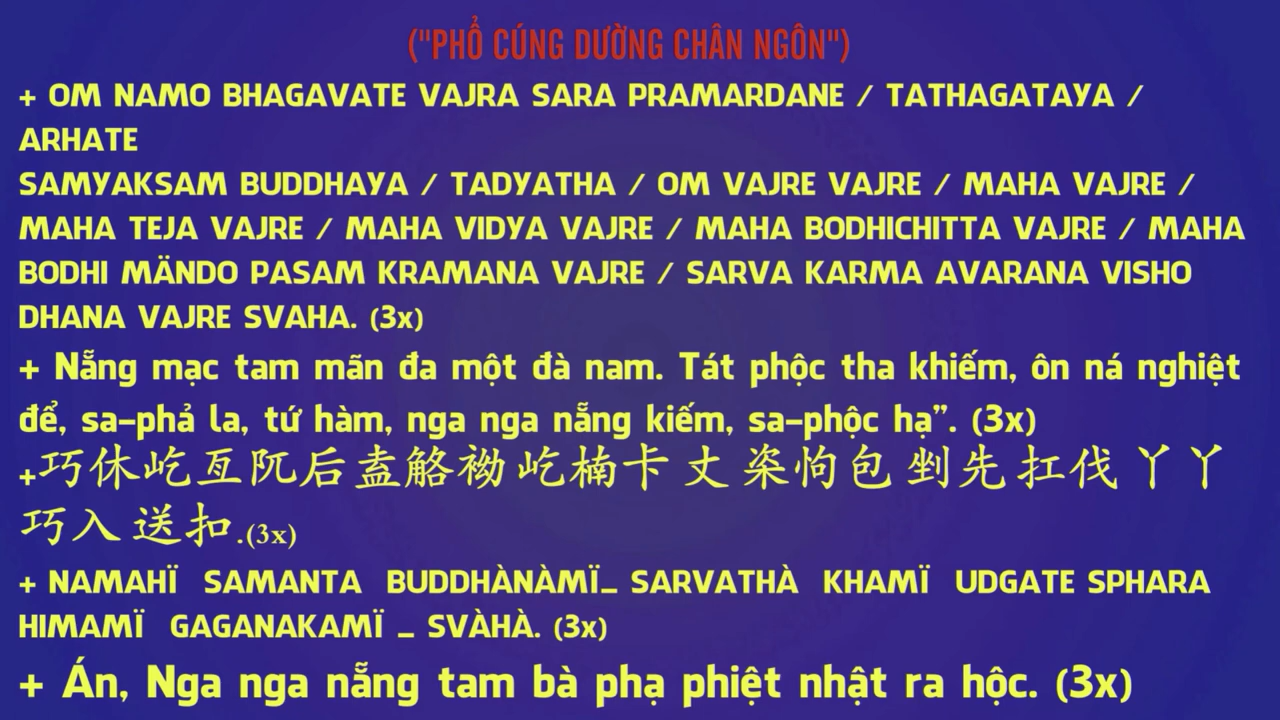 ("PHỔ CÚNG DƯỜNG CHÂN NGÔN")
+ OM NAMO BHAGAVATE VAJRA SARA PRAMARDANE / TATHAGATAYA /
ARHATE
SAMYAKSAM BUDDHAYA / TADYATHA / OM VAJRE VAJRE / MAHA VAJRE /
MAHA TEJA VAJRE / MAHA VIDYA VAJRE / MAHA BODHICHITTA VAJRE / MAHA
BODHI MÄNDO PASAM KRAMANA VAJRE / SARVA KARMA AVARANA VISHO
DHANA VAJRE SVAHA. (3x)
+ Nẵng mạc tam mãn đa một đà nam. Tát phộc tha khiếm, ôn ná nghiệt
để, sa-phả la, tứ hàm, nga nga nẵng kiếm, sa-phộc hạ”. (3x)
+巧休屹亙阢后盍觡袎屹楠卡丈 粢怐包 剉先扛伐丫丫
巧入送扣.(3x)
+ NAMAHÏ SAMANTA BUDDHÀNÀMÏ_ SARVATHÀ KHAMÏ UDGATE SPHARA
HIMAMÏ GAGANAKAMÏ _ SVÀHÀ. (3x)
+ Án, Nga nga nẵng tam bà phạ phiệt nhật ra hộc. (3x)